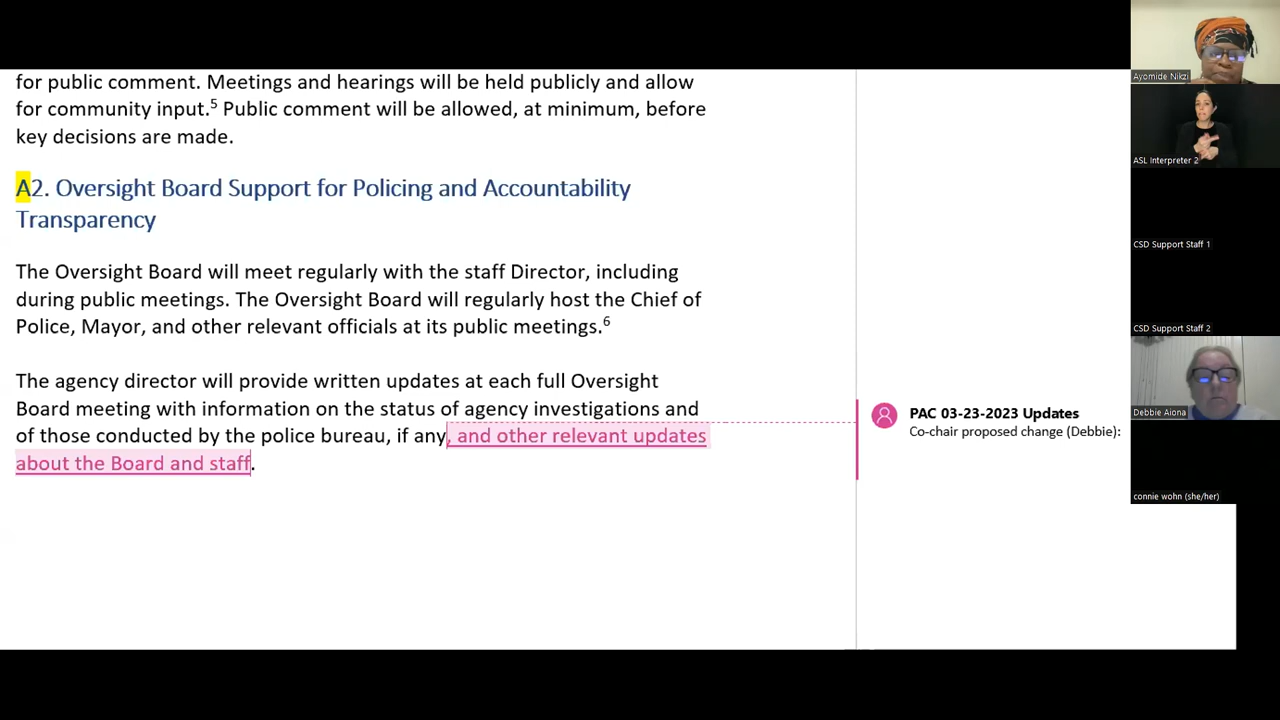 for public comment. Meetings and hearings will be held publicly and allow
for community input.5 Public comment will be allowed, at minimum, before
key decisions are made.
A2. Oversight Board Support for Policing and Accountability
Transparency
The Oversight Board will meet regularly with the staff Director, including
during public meetings. The Oversight Board will regularly host the Chief of
Police, Mayor, and other relevant officials at its public meetings.6
The agency director will provide written updates at each full Oversight
Board meeting with information on the status of agency investigations and
of those conducted by the police bureau, if any, and other relevant updates
about the Board and staff.
PAC 03-23-2023 Updates
Co-chair proposed change (Debbie):
Ayomide Nikzi
ASL Interpreter 2
CSD Support Staff 1
CSD Support Staff 2
Debbie Aiona
connie wohn (she/her)